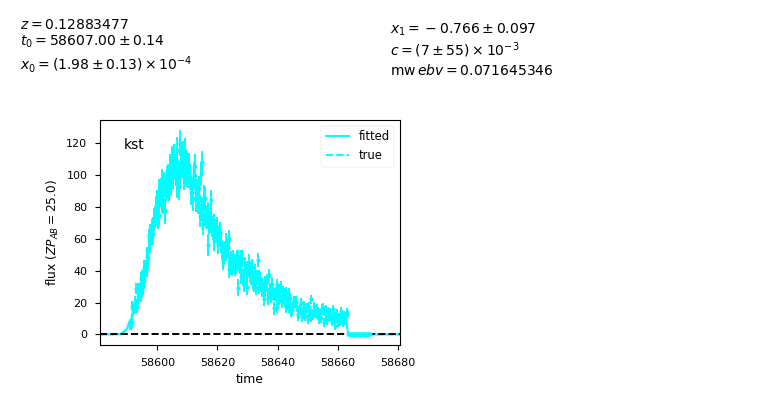 z = 0.12883477
t₀ = 58607.00 ± 0.14
x₀ = (1.98 ± 0.13) × 10⁻⁴
x₁ = − 0.766 ± 0.097
c = (7 ± 55) × 10⁻³
mw ebv = 0.071645346
kst
fitted
true
120
100
80
60
40
20
0
flux (ZP_AB = 25.0)
58600 58620 58640 58660 58680
time